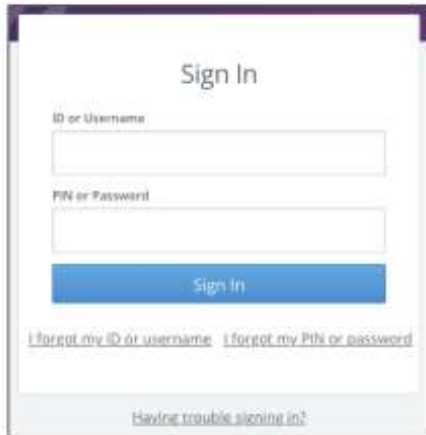 Sign In
ID or Username
PIN or Password
Sign In
I forgot my ID or username I forgot my PIN or password
Having trouble signing in?